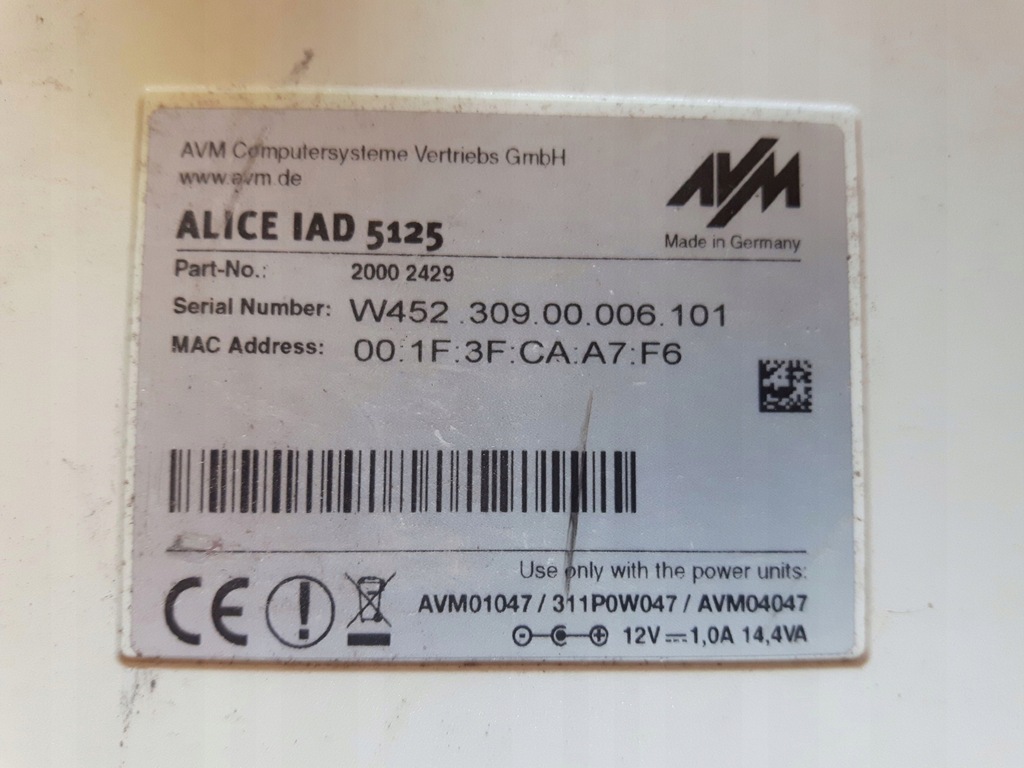 AVM Computersysteme Vertriebs GmbH
www.avm.de
AVM
ALICE IAD 5125
Made in Germany
Part-No.: 2000 2429
Serial Number: W452.309.00.006.101
MAC Address: 00:1F:3F:CA:A7:F6
Use only with the power units:
AVM01047 / 311P0W047 / AVM04047
CE
12V⎓1,0A 14,4VA